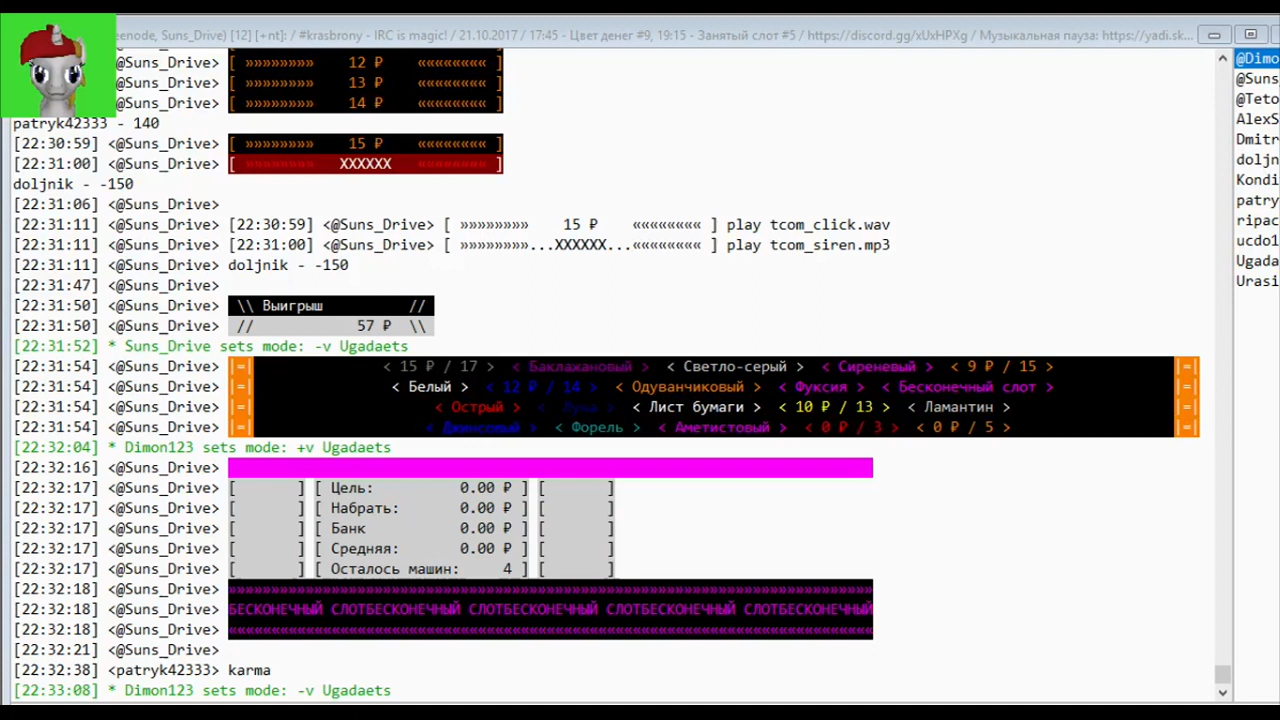 eenode, Suns_Drive) [12] [+nt]: / #krasbrony - IRC is magic! / 21.10.2017 / 17:45 - Цвет денег #9, 19:15 - Занятый слот #5 / https://discord.gg/xUxHPXg / Музыкальная пауза: https://yadi.sk...
@Suns_Drive> [ »»»»»»»» 12 ₽ «««««««« ]
@Suns_Drive> [ »»»»»»»» 13 ₽ «««««««« ]
@Suns_Drive> [ »»»»»»»» 14 ₽ «««««««« ]
patryk42333 - 140
[22:30:59] <@Suns_Drive> [ »»»»»»»» 15 ₽ «««««««« ]
[22:31:00] <@Suns_Drive> [ »»»»»»»» XXXXXX «««««««« ]
doljnik - -150
[22:31:06] <@Suns_Drive>
[22:31:11] <@Suns_Drive> [22:30:59] <@Suns_Drive> [ »»»»»»»» 15 ₽ «««««««« ] play tcom_click.wav
[22:31:11] <@Suns_Drive> [22:31:00] <@Suns_Drive> [ »»»»»»»»...XXXXXX...«««««««« ] play tcom_siren.mp3
[22:31:11] <@Suns_Drive> doljnik - -150
[22:31:47] <@Suns_Drive>
[22:31:50] <@Suns_Drive> \\ Выигрыш //
[22:31:50] <@Suns_Drive> // 57 ₽ \\
[22:31:52] * Suns_Drive sets mode: -v Ugadaets
[22:31:54] <@Suns_Drive> |=| < 15 ₽ / 17 > < Баклажановый > < Светло-серый > < Сиреневый > < 9 ₽ / 15 > |=|
[22:31:54] <@Suns_Drive> |=| < Белый > < 12 ₽ / 14 > < Одуванчиковый > < Фуксия > < Бесконечный слот > |=|
[22:31:54] <@Suns_Drive> |=| < Острый > < Луна > < Лист бумаги > < 10 ₽ / 13 > < Ламантин > |=|
[22:31:54] <@Suns_Drive> |=| < Джинсовый > < Форель > < Аметистовый > < 0 ₽ / 3 > < 0 ₽ / 5 > |=|
[22:32:04] * Dimon123 sets mode: +v Ugadaets
[22:32:16] <@Suns_Drive>
[22:32:17] <@Suns_Drive> [ ] [ Цель: 0.00 ₽ ] [ ]
[22:32:17] <@Suns_Drive> [ ] [ Набрать: 0.00 ₽ ] [ ]
[22:32:17] <@Suns_Drive> [ ] [ Банк 0.00 ₽ ] [ ]
[22:32:17] <@Suns_Drive> [ ] [ Средняя: 0.00 ₽ ] [ ]
[22:32:17] <@Suns_Drive> [ ] [ Осталось машин: 4 ] [ ]
[22:32:18] <@Suns_Drive> »»»»»»»»»»»»»»»»»»»»»»»»»»»»»»»»»»»»»»»»»»»»»»»»»»»»»»»»»»»»»»»»»»»»»»»»»»»
[22:32:18] <@Suns_Drive> БЕСКОНЕЧНЫЙ СЛОТБЕСКОНЕЧНЫЙ СЛОТБЕСКОНЕЧНЫЙ СЛОТБЕСКОНЕЧНЫЙ СЛОТБЕСКОНЕЧНЫЙ
[22:32:18] <@Suns_Drive> «««««««««««««««««««««««««««««««««««««««««««««««««««««««««««««««««««««««««««
[22:32:21] <@Suns_Drive>
[22:32:38] <patryk42333> karma
[22:33:08] * Dimon123 sets mode: -v Ugadaets
@Dimo
@Suns
@Teto
AlexS
Dmitr
doljn
Kondi
patry
ripac
ucdo1
Ugada
Urasi